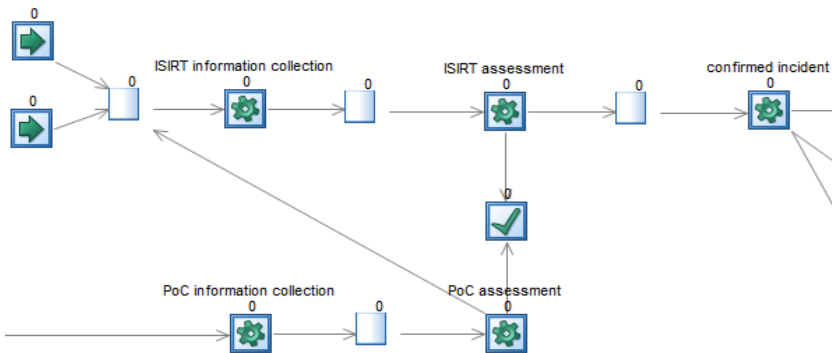 0
ISIRT information collection
ISIRT assessment
confirmed incident
0
0
0
0
0
0
0
0
0
PoC information collection
PoC assessment
0
0
0